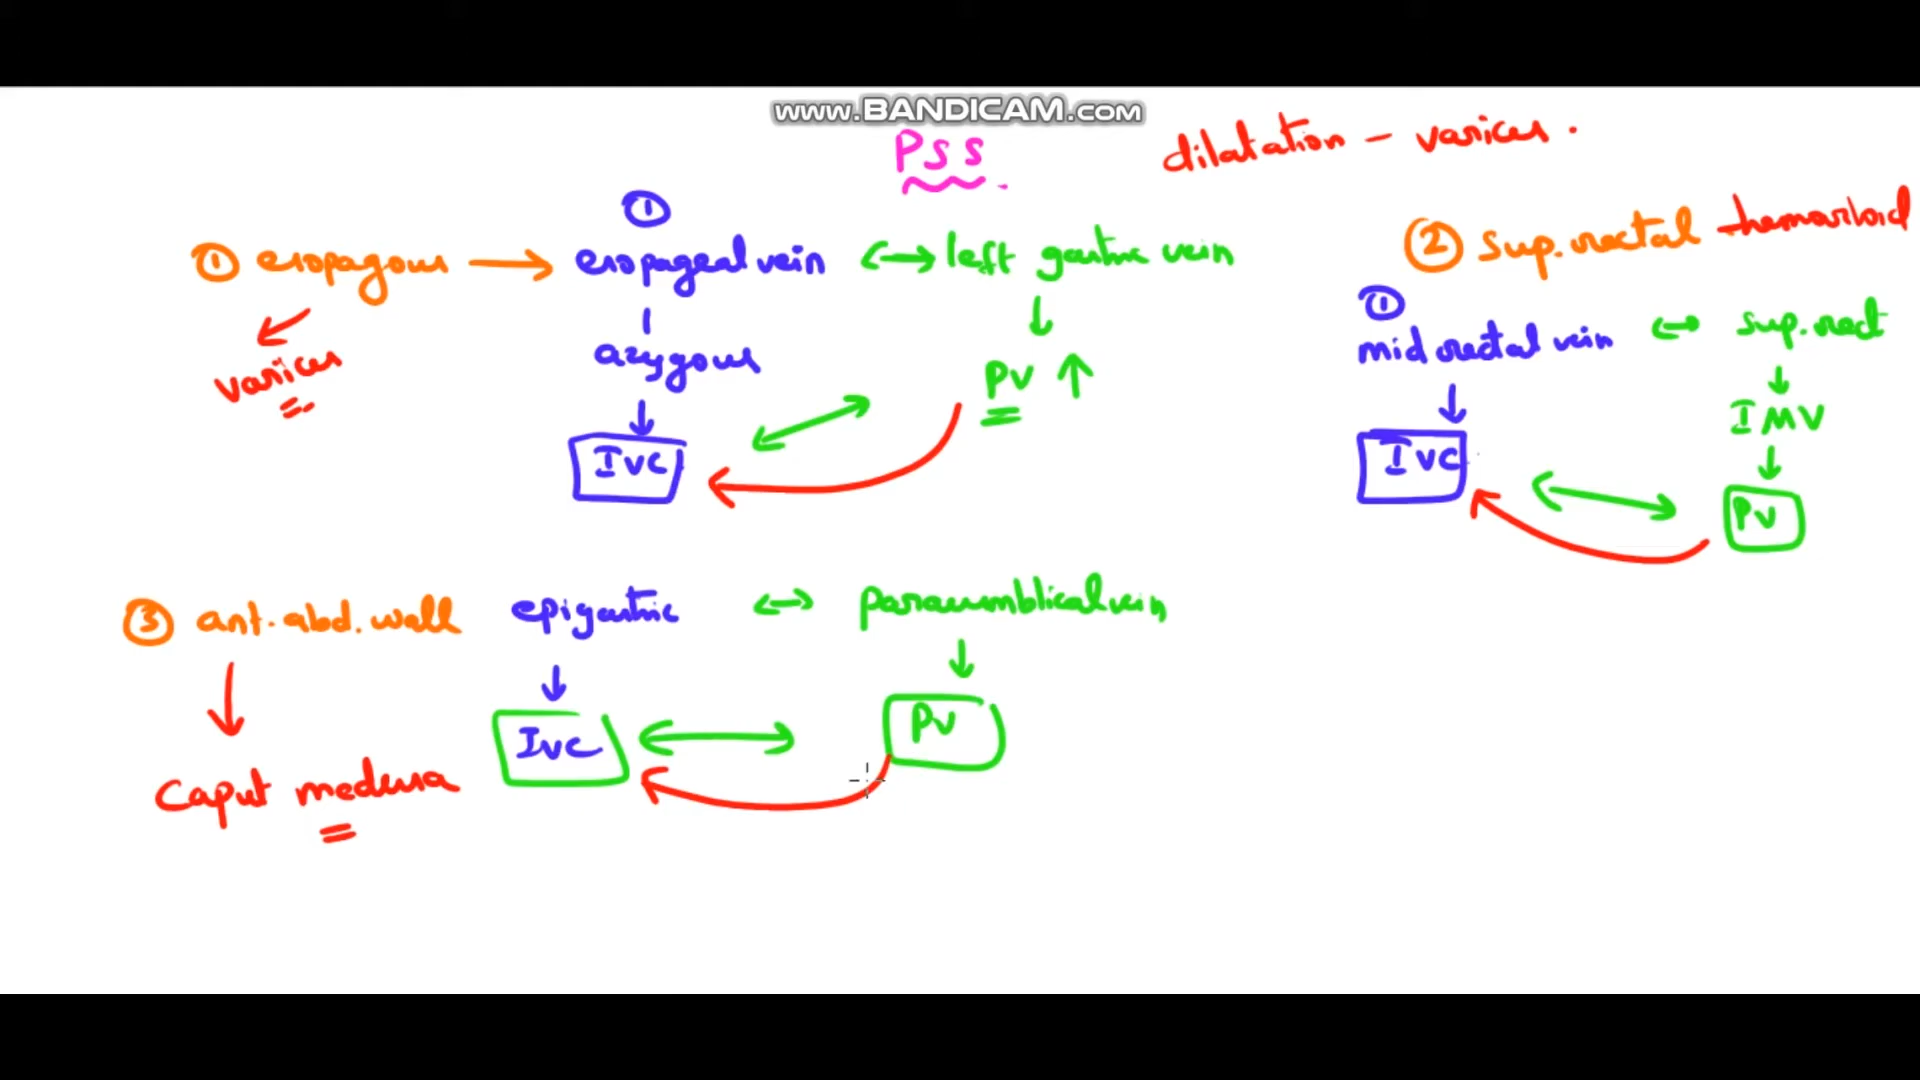 www.BANDICAM.com
PSS
dilatation - varices.
① esopagous → ① esopageal vein ↔ left gastric vein
varices
azygous
IVC
PV ↑
② Sup. rectal - hemorrhoid
① mid rectal vein ↔ sup. rect
IMV
IVC
PV
③ ant. abd. wall epigastric ↔ paraumblical vein
IVC
PV
Caput medusa